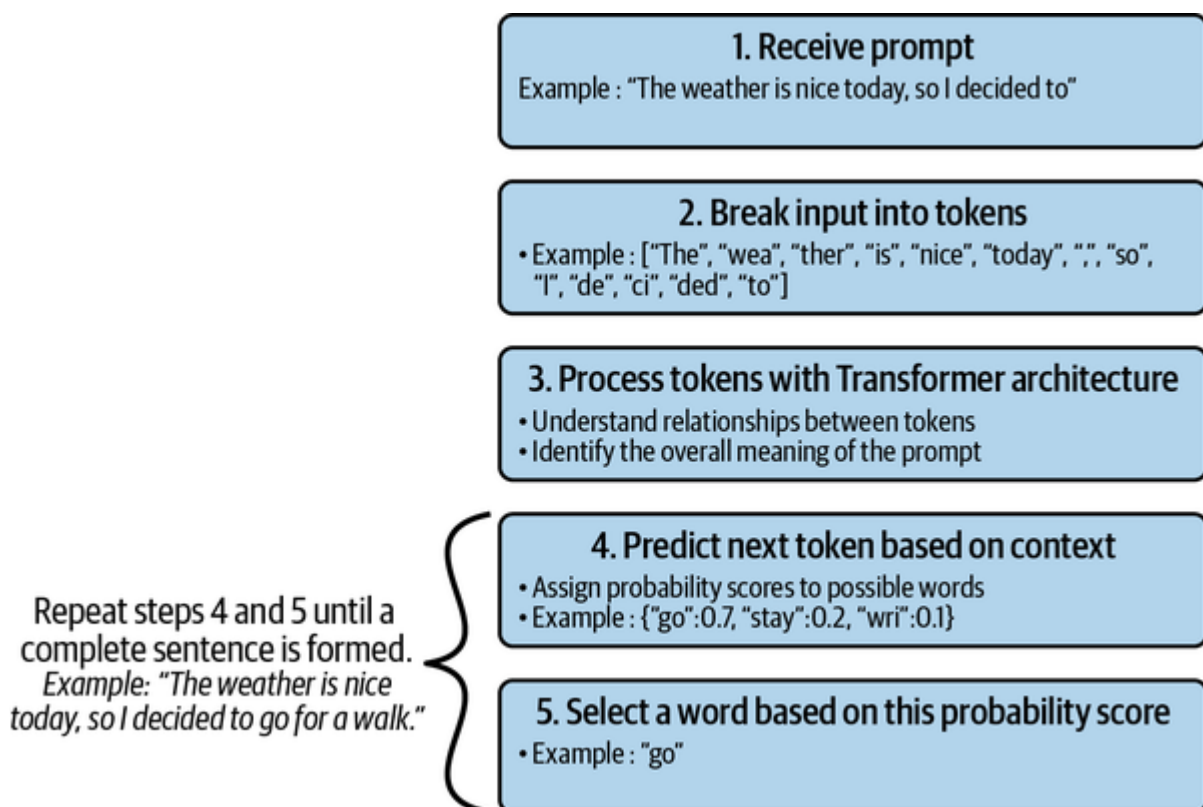 1. Receive prompt
Example : “The weather is nice today, so I decided to”
2. Break input into tokens
• Example : [“The”, “wea”, “ther”, “is”, “nice”, “today”, “,”, “so”,
“I”, “de”, “ci”, “ded”, “to”]
3. Process tokens with Transformer architecture
• Understand relationships between tokens
• Identify the overall meaning of the prompt
4. Predict next token based on context
• Assign probability scores to possible words
• Example : {“go”:0.7, “stay”:0.2, “wri”:0.1}
5. Select a word based on this probability score
• Example : “go”
Repeat steps 4 and 5 until a
complete sentence is formed.
Example: “The weather is nice
today, so I decided to go for a walk.”